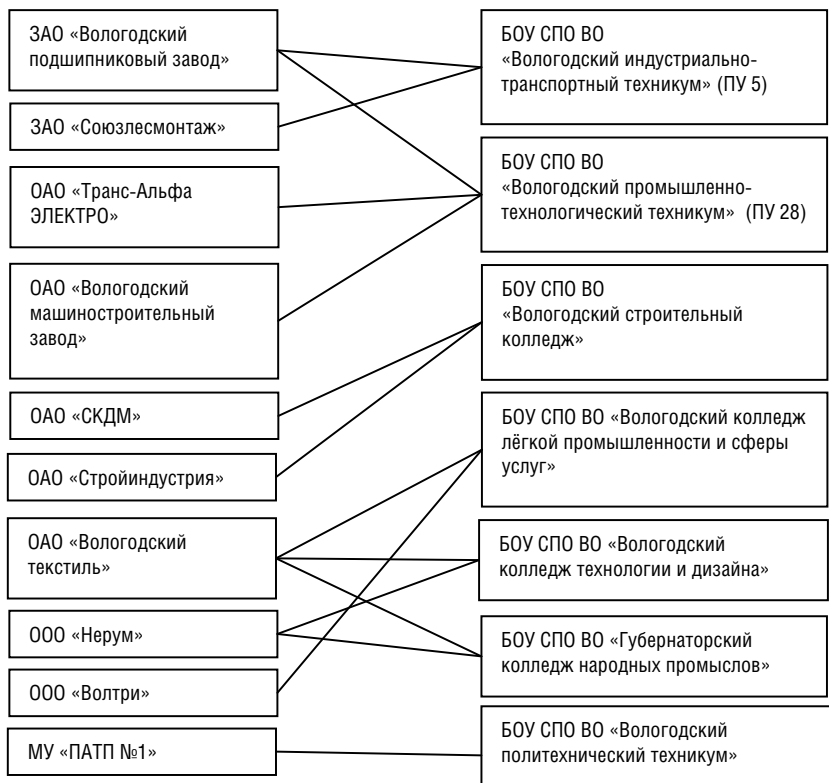 ЗАО «Вологодский
подшипниковый завод»
ЗАО «Союзлесмонтаж»
ОАО «Транс-Альфа
ЭЛЕКТРО»
ОАО «Вологодский
машиностроительный
завод»
ОАО «СКДМ»
ОАО «Стройиндустрия»
ОАО «Вологодский
текстиль»
ООО «Нерум»
ООО «Волтри»
МУ «ПАТП №1»
БОУ СПО ВО
«Вологодский индустриально-
транспортный техникум» (ПУ 5)
БОУ СПО ВО
«Вологодский промышленно-
технологический техникум» (ПУ 28)
БОУ СПО ВО
«Вологодский строительный
колледж»
БОУ СПО ВО «Вологодский колледж
лёгкой промышленности и сферы
услуг»
БОУ СПО ВО «Вологодский
колледж технологии и дизайна»
БОУ СПО ВО «Губернаторский
колледж народных промыслов»
БОУ СПО ВО «Вологодский
политехнический техникум»